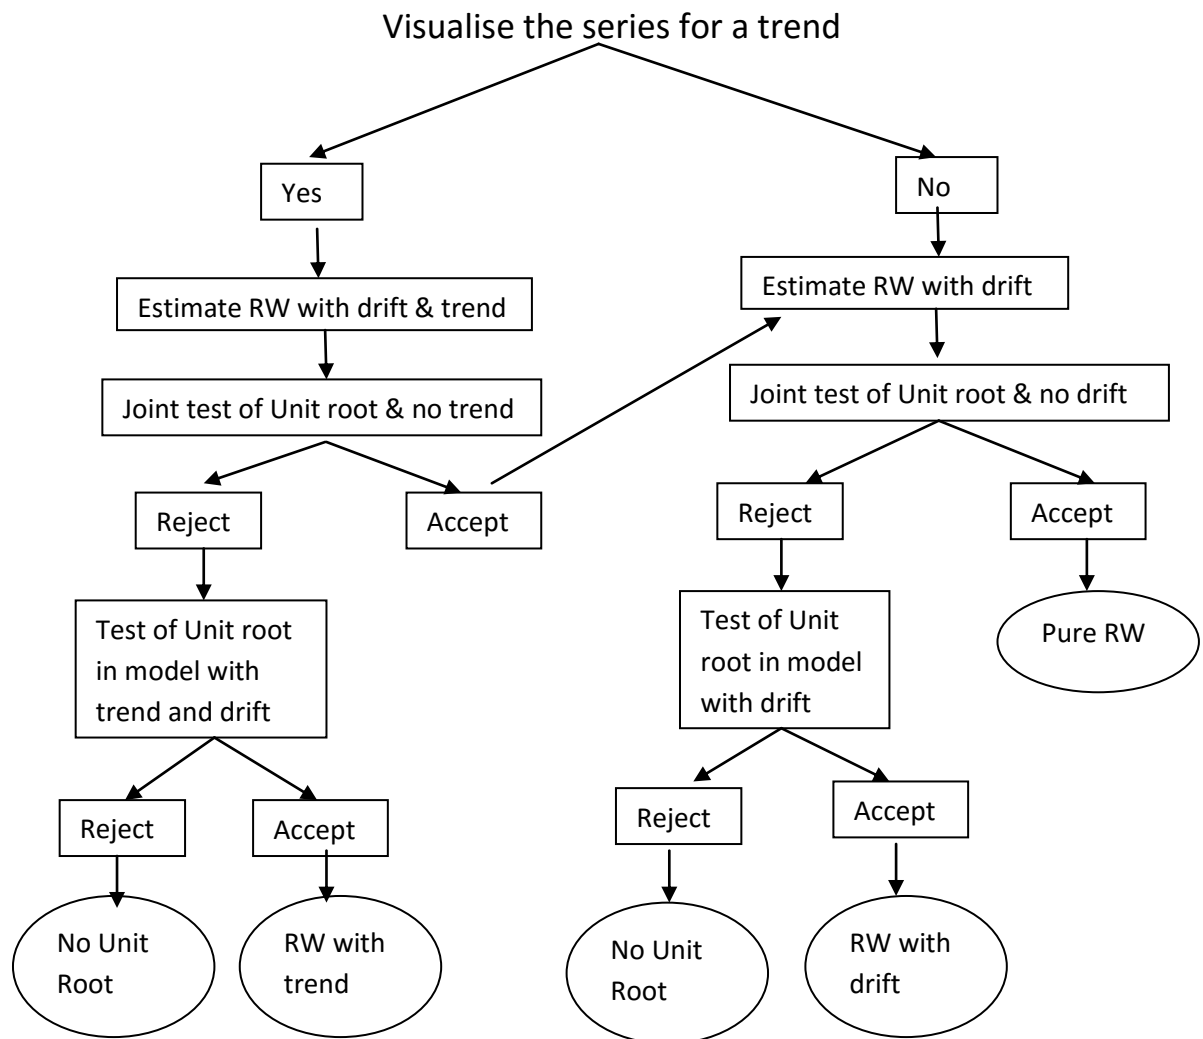 Visualise the series for a trend
Yes
No
Estimate RW with drift & trend
Estimate RW with drift
Joint test of Unit root & no trend
Joint test of Unit root & no drift
Reject
Accept
Reject
Accept
Test of Unit root
in model with
trend and drift
Test of Unit
root in model
with drift
Pure RW
Reject
Accept
Reject
Accept
No Unit
Root
RW with
trend
No Unit
Root
RW with
drift